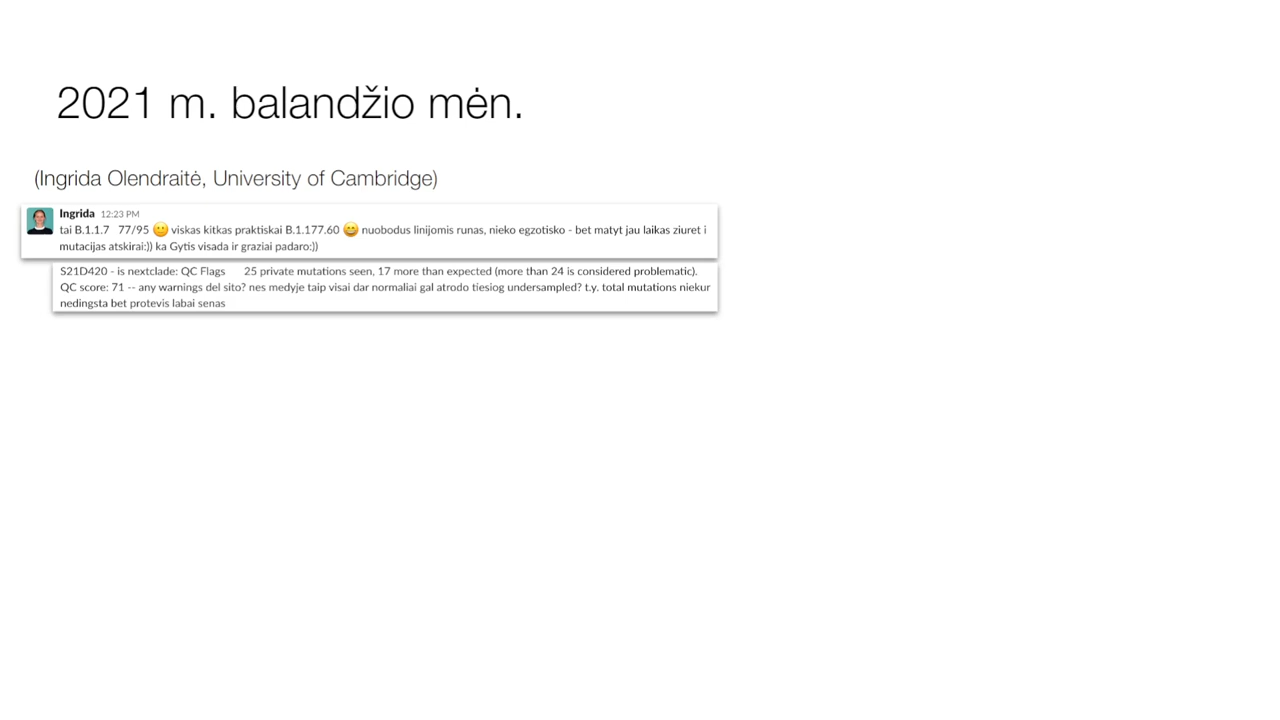 2021 m. balandžio mėn.
(Ingrida Olendraitė, University of Cambridge)
Ingrida 12:23 PM
tai B.1.1.7 77/95 🙂 viskas kitkas praktiskai B.1.177.60 😄 nuobodus linijomis runas, nieko egzotisko - bet matyt jau laikas ziuret i
mutacijas atskirai:)) ka Gytis visada ir graziai padaro:))
S21D420 - is nextclade: QC Flags 25 private mutations seen, 17 more than expected (more than 24 is considered problematic).
QC score: 71 -- any warnings del sito? nes medyje taip visai dar normaliai gal atrodo tiesiog undersampled? t.y. total mutations niekur
nedingsta bet protevis labai senas